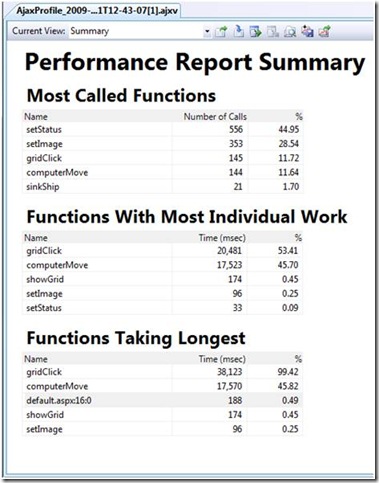 AjaxProfile_2009-...1T12-43-07[1].ajxv
Current View: Summary
Performance Report Summary
Most Called Functions
Name Number of Calls %
setStatus 556 44.95
setImage 353 28.54
gridClick 145 11.72
computerMove 144 11.64
sinkShip 21 1.70
Functions With Most Individual Work
Name Time (msec) %
gridClick 20,481 53.41
computerMove 17,523 45.70
showGrid 174 0.45
setImage 96 0.25
setStatus 33 0.09
Functions Taking Longest
Name Time (msec) %
gridClick 38,123 99.42
computerMove 17,570 45.82
default.aspx:16:0 188 0.49
showGrid 174 0.45
setImage 96 0.25